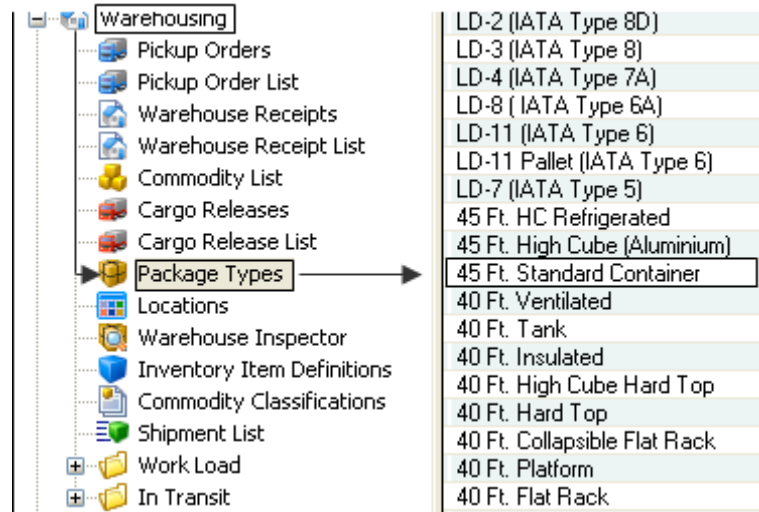 Warehousing
Pickup Orders
Pickup Order List
Warehouse Receipts
Warehouse Receipt List
Commodity List
Cargo Releases
Cargo Release List
Package Types
Locations
Warehouse Inspector
Inventory Item Definitions
Commodity Classifications
Shipment List
Work Load
In Transit
LD-2 (IATA Type 8D)
LD-3 (IATA Type 8)
LD-4 (IATA Type 7A)
LD-8 ( IATA Type 6A)
LD-11 (IATA Type 6)
LD-11 Pallet (IATA Type 6)
LD-7 (IATA Type 5)
45 Ft. HC Refrigerated
45 Ft. High Cube (Aluminium)
45 Ft. Standard Container
40 Ft. Ventilated
40 Ft. Tank
40 Ft. Insulated
40 Ft. High Cube Hard Top
40 Ft. Hard Top
40 Ft. Collapsible Flat Rack
40 Ft. Platform
40 Ft. Flat Rack